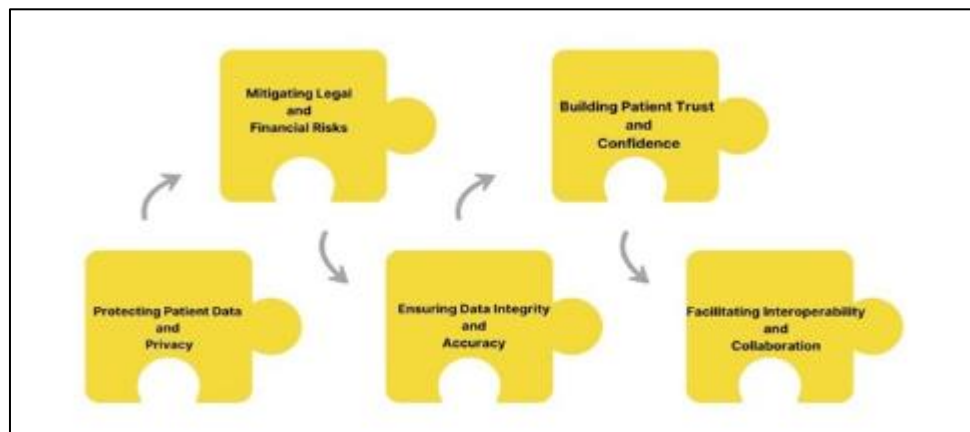 Mitigating Legal
and
Financial Risks
Building Patient Trust
and
Confidence
Protecting Patient Data
and
Privacy
Ensuring Data Integrity
and
Accuracy
Facilitating Interoperability
and
Collaboration